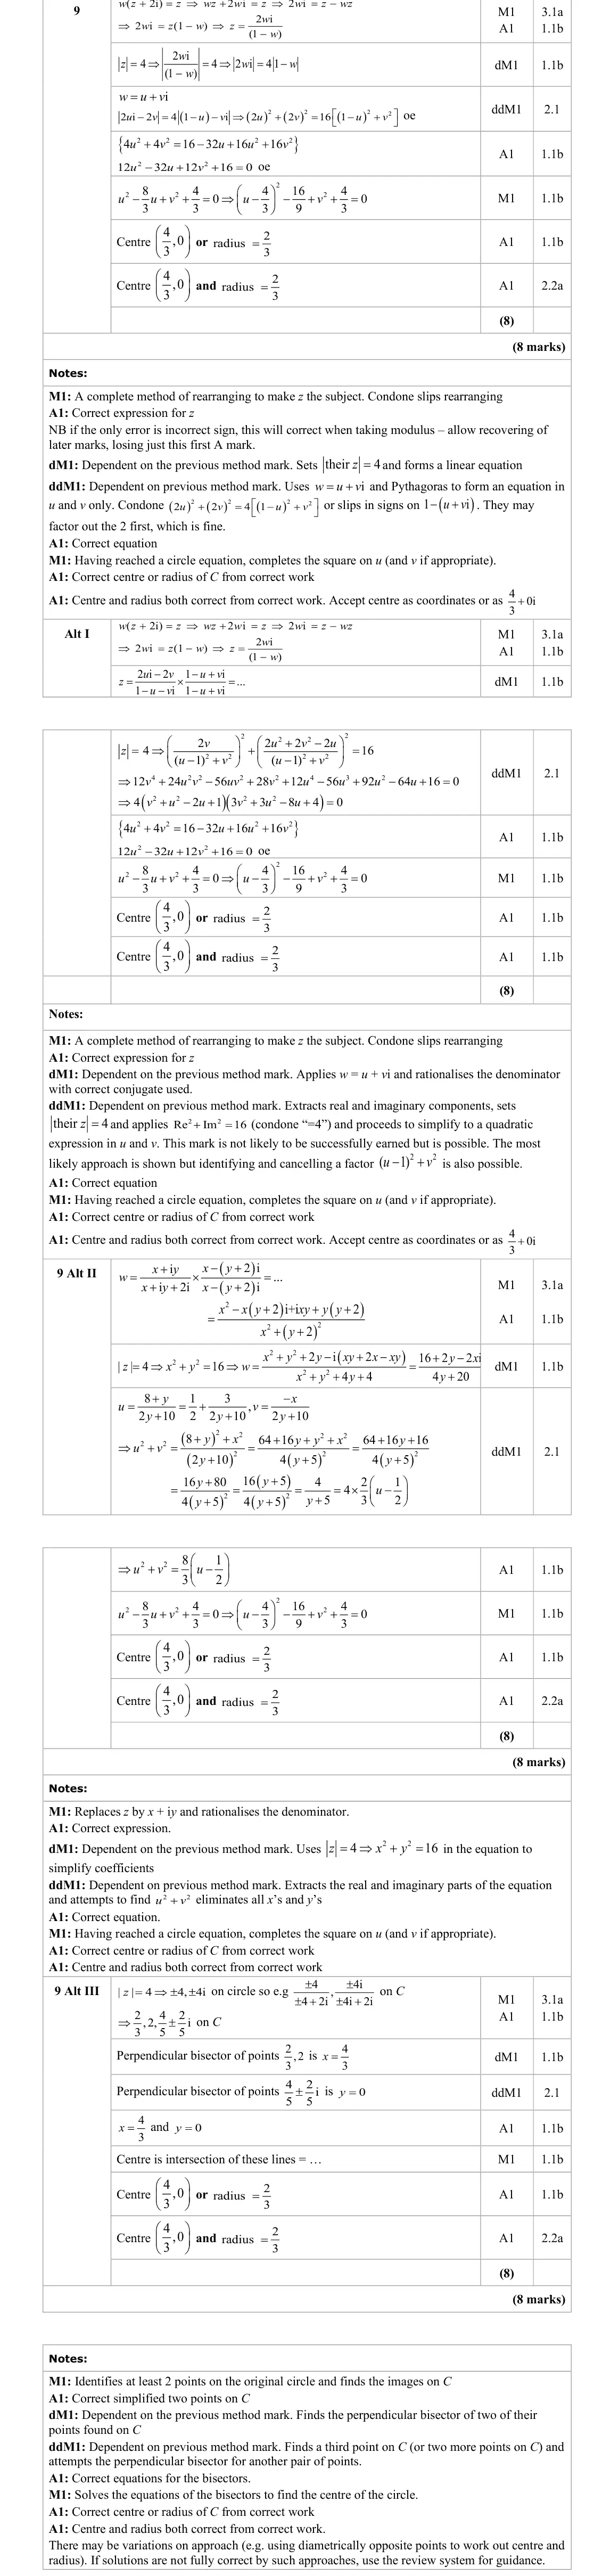 9
w(z + 2i) = z ⇒ wz + 2wi = z ⇒ 2wi = z − wz
⇒ 2wi = z(1 − w) ⇒ z = 2wi/(1 − w)
M1 3.1a
A1 1.1b
|z| = 4 ⇒ |2wi/(1 − w)| = 4 ⇒ |2wi| = 4|1 − w|
dM1 1.1b
w = u + vi
|2ui − 2v| = 4|(1 − u) − vi| ⇒ (2u)² + (2v)² = 16[(1 − u)² + v²] oe
ddM1 2.1
{4u² + 4v² = 16 − 32u + 16u² + 16v²}
12u² − 32u + 12v² + 16 = 0 oe
A1 1.1b
u² − 8/3 u + v² + 4/3 = 0 ⇒ (u − 4/3)² − 16/9 + v² + 4/3 = 0
M1 1.1b
Centre (4/3, 0) or radius = 2/3
A1 1.1b
Centre (4/3, 0) and radius = 2/3
A1 2.2a
(8)
(8 marks)
Notes:
M1: A complete method of rearranging to make z the subject. Condone slips rearranging
A1: Correct expression for z
NB if the only error is incorrect sign, this will correct when taking modulus – allow recovering of
later marks, losing just this first A mark.
dM1: Dependent on the previous method mark. Sets |their z| = 4 and forms a linear equation
ddM1: Dependent on the previous method mark. Uses w = u + vi and Pythagoras to form an equation in
u and v only. Condone (2u)² + (2v)² = 4[(1 − u)² + v²] or slips in signs on 1 − (u + vi). They may
factor out the 2 first, which is fine.
A1: Correct equation
M1: Having reached a circle equation, completes the square on u (and v if appropriate).
A1: Correct centre or radius of C from correct work
A1: Centre and radius both correct from correct work. Accept centre as coordinates or as 4/3 + 0i
Alt I
w(z + 2i) = z ⇒ wz + 2wi = z ⇒ 2wi = z − wz
⇒ 2wi = z(1 − w) ⇒ z = 2wi/(1 − w)
M1 3.1a
A1 1.1b
z = (2ui − 2v)/(1 − u − vi) × (1 − u + vi)/(1 − u + vi) = ...
dM1 1.1b
|z| = 4 ⇒ (2v/((u − 1)² + v²))² + ((2u² + 2v² − 2u)/((u − 1)² + v²))² = 16
⇒ 12v⁴ + 24u²v² − 56uv² + 28v² + 12u⁴ − 56u³ + 92u² − 64u + 16 = 0
⇒ 4(v² + u² − 2u + 1)(3v² + 3u² − 8u + 4) = 0
ddM1 2.1
{4u² + 4v² = 16 − 32u + 16u² + 16v²}
12u² − 32u + 12v² + 16 = 0 oe
A1 1.1b
u² − 8/3 u + v² + 4/3 = 0 ⇒ (u − 4/3)² − 16/9 + v² + 4/3 = 0
M1 1.1b
Centre (4/3, 0) or radius = 2/3
A1 1.1b
Centre (4/3, 0) and radius = 2/3
A1 1.1b
(8)
Notes:
M1: A complete method of rearranging to make z the subject. Condone slips rearranging
A1: Correct expression for z
dM1: Dependent on the previous method mark. Applies w = u + vi and rationalises the denominator
with correct conjugate used.
ddM1: Dependent on previous method mark. Extracts real and imaginary components, sets
|their z| = 4 and applies Re² + Im² = 16 (condone “=4”) and proceeds to simplify to a quadratic
expression in u and v. This mark is not likely to be successfully earned but is possible. The most
likely approach is shown but identifying and cancelling a factor (u − 1)² + v² is also possible.
A1: Correct equation
M1: Having reached a circle equation, completes the square on u (and v if appropriate).
A1: Correct centre or radius of C from correct work
A1: Centre and radius both correct from correct work. Accept centre as coordinates or as 4/3 + 0i
9 Alt II
w = (x + iy)/(x + iy + 2i) × (x − (y + 2)i)/(x − (y + 2)i) = ...
= (x² − x(y + 2)i + ixy + y(y + 2))/(x² + (y + 2)²)
M1 3.1a
A1 1.1b
|z| = 4 ⇒ x² + y² = 16 ⇒ w = (x² + y² + 2y − i(xy + 2x − xy))/(x² + y² + 4y + 4) = (16 + 2y − 2xi)/(4y + 20)
dM1 1.1b
u = (8 + y)/(2y + 10) = 1/2 + 3/(2y + 10), v = −x/(2y + 10)
⇒ u² + v² = ((8 + y)² + x²)/(2y + 10)² = (64 + 16y + y² + x²)/(4(y + 5)²) = (64 + 16y + 16)/(4(y + 5)²)
= (16y + 80)/(4(y + 5)²) = 16(y + 5)/(4(y + 5)²) = 4/(y + 5) = 4 × 2/3 (u − 1/2)
ddM1 2.1
⇒ u² + v² = 8/3 (u − 1/2)
A1 1.1b
u² − 8/3 u + v² + 4/3 = 0 ⇒ (u − 4/3)² − 16/9 + v² + 4/3 = 0
M1 1.1b
Centre (4/3, 0) or radius = 2/3
A1 1.1b
Centre (4/3, 0) and radius = 2/3
A1 2.2a
(8)
(8 marks)
Notes:
M1: Replaces z by x + iy and rationalises the denominator.
A1: Correct expression.
dM1: Dependent on the previous method mark. Uses |z| = 4 ⇒ x² + y² = 16 in the equation to
simplify coefficients
ddM1: Dependent on previous method mark. Extracts the real and imaginary parts of the equation
and attempts to find u² + v² eliminates all x’s and y’s
A1: Correct equation.
M1: Having reached a circle equation, completes the square on u (and v if appropriate).
A1: Correct centre or radius of C from correct work
A1: Centre and radius both correct from correct work
9 Alt III
|z| = 4 ⇒ ±4, ±4i on circle so e.g ±4/(±4 + 2i), ±4i/(±4i + 2i) on C
⇒ 2/3, 2, 4/5 ± 2/5 i on C
M1 3.1a
A1 1.1b
Perpendicular bisector of points 2/3, 2 is x = 4/3
dM1 1.1b
Perpendicular bisector of points 4/5 ± 2/5 i is y = 0
ddM1 2.1
x = 4/3 and y = 0
A1 1.1b
Centre is intersection of these lines = …
M1 1.1b
Centre (4/3, 0) or radius = 2/3
A1 1.1b
Centre (4/3, 0) and radius = 2/3
A1 2.2a
(8)
(8 marks)
Notes:
M1: Identifies at least 2 points on the original circle and finds the images on C
A1: Correct simplified two points on C
dM1: Dependent on the previous method mark. Finds the perpendicular bisector of two of their
points found on C
ddM1: Dependent on previous method mark. Finds a third point on C (or two more points on C) and
attempts the perpendicular bisector for another pair of points.
A1: Correct equations for the bisectors.
M1: Solves the equations of the bisectors to find the centre of the circle.
A1: Correct centre or radius of C from correct work
A1: Centre and radius both correct from correct work.
There may be variations on approach (e.g. using diametrically opposite points to work out centre and
radius). If solutions are not fully correct by such approaches, use the review system for guidance.